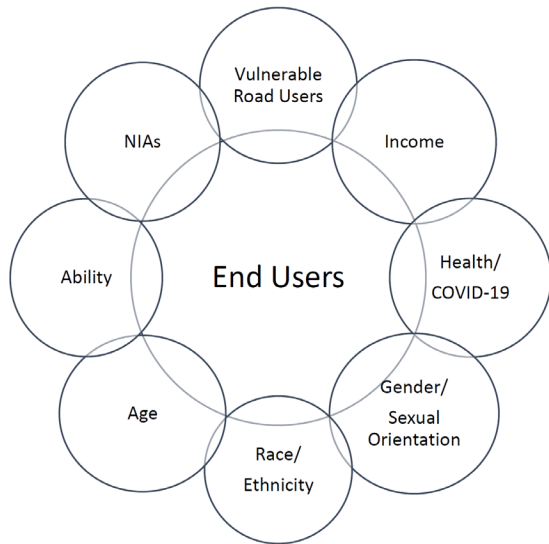 Vulnerable
Road Users
Income
Health/
COVID-19
Gender/
Sexual
Orientation
Race/
Ethnicity
Age
Ability
NIAs
End Users